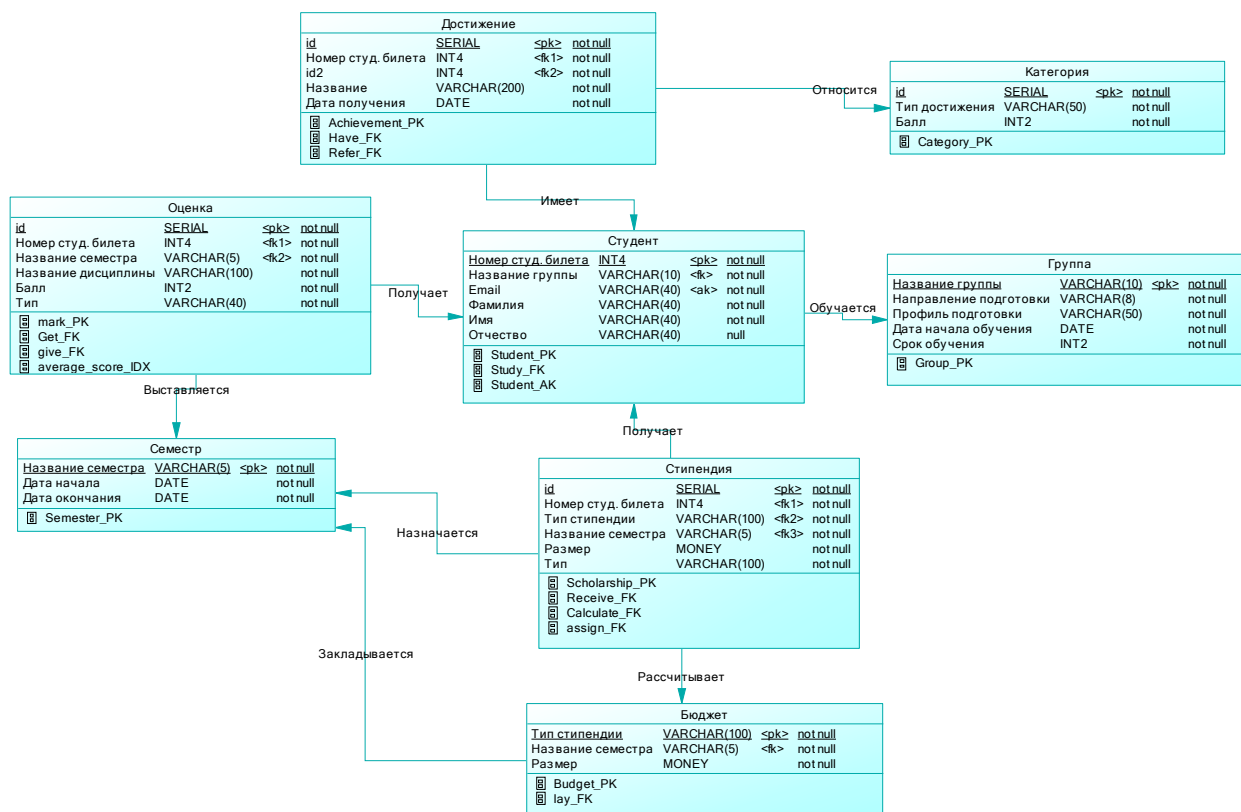 Достижение
id SERIAL <pk> not null
Номер студ. билета INT4 <fk1> not null
id2 INT4 <fk2> not null
Название VARCHAR(200) not null
Дата получения DATE not null
Achievement_PK
Have_FK
Refer_FK
Относится
Категория
id SERIAL <pk> not null
Тип достижения VARCHAR(50) not null
Балл INT2 not null
Category_PK
Имеет
Оценка
id SERIAL <pk> not null
Номер студ. билета INT4 <fk1> not null
Название семестра VARCHAR(5) <fk2> not null
Название дисциплины VARCHAR(100) not null
Балл INT2 not null
Тип VARCHAR(40) not null
mark_PK
Get_FK
give_FK
average_score_IDX
Получает
Студент
Номер студ. билета INT4 <pk> not null
Название группы VARCHAR(10) <fk> not null
Email VARCHAR(40) <ak> not null
Фамилия VARCHAR(40) not null
Имя VARCHAR(40) not null
Отчество VARCHAR(40) null
Student_PK
Study_FK
Student_AK
Обучается
Группа
Название группы VARCHAR(10) <pk> not null
Направление подготовки VARCHAR(8) not null
Профиль подготовки VARCHAR(50) not null
Дата начала обучения DATE not null
Срок обучения INT2 not null
Group_PK
Выставляется
Получает
Семестр
Название семестра VARCHAR(5) <pk> not null
Дата начала DATE not null
Дата окончания DATE not null
Semester_PK
Назначается
Стипендия
id SERIAL <pk> not null
Номер студ. билета INT4 <fk1> not null
Тип стипендии VARCHAR(100) <fk2> not null
Название семестра VARCHAR(5) <fk3> not null
Размер MONEY not null
Тип VARCHAR(100) not null
Scholarship_PK
Receive_FK
Calculate_FK
assign_FK
Закладывается
Рассчитывает
Бюджет
Тип стипендии VARCHAR(100) <pk> not null
Название семестра VARCHAR(5) <fk> not null
Размер MONEY not null
Budget_PK
lay_FK